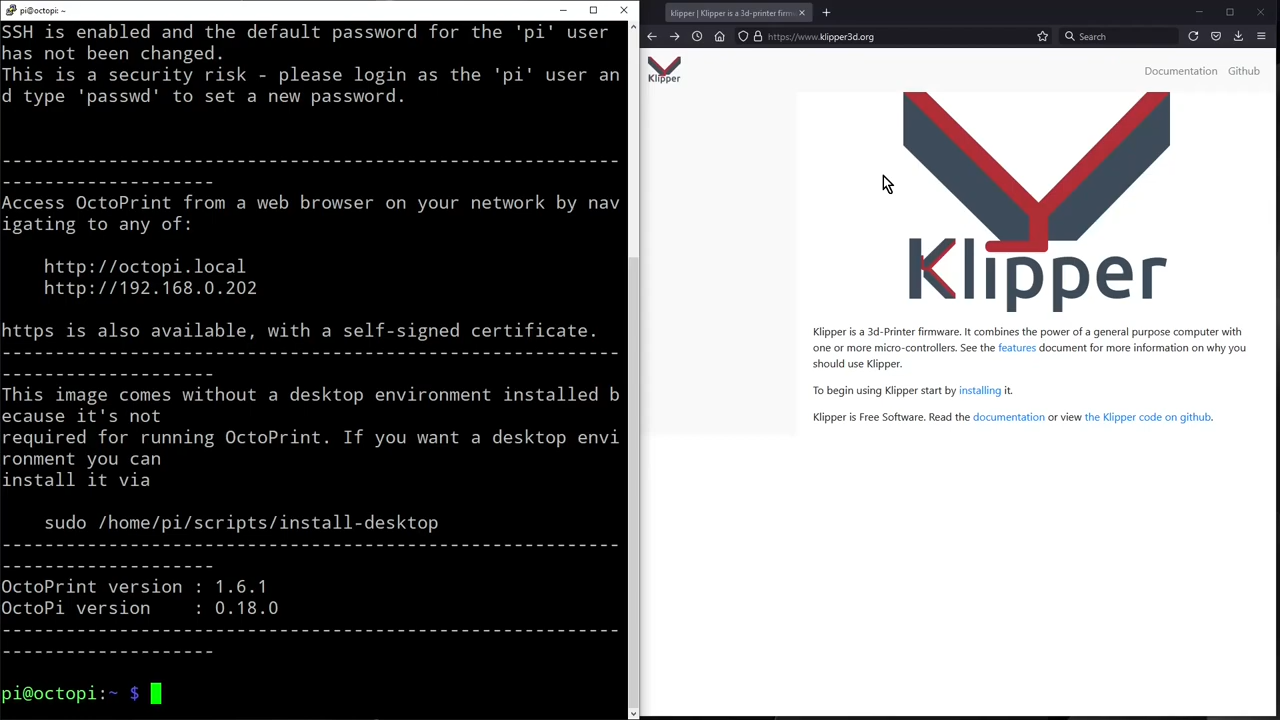 pi@octopi: ~
SSH is enabled and the default password for the 'pi' user
has not been changed.
This is a security risk - please login as the 'pi' user an
d type 'passwd' to set a new password.
----------------------------------------------------------
--------------------
Access OctoPrint from a web browser on your network by nav
igating to any of:
http://octopi.local
http://192.168.0.202
https is also available, with a self-signed certificate.
----------------------------------------------------------
--------------------
This image comes without a desktop environment installed b
ecause it's not
required for running OctoPrint. If you want a desktop envi
ronment you can
install it via
sudo /home/pi/scripts/install-desktop
----------------------------------------------------------
--------------------
OctoPrint version : 1.6.1
OctoPi version    : 0.18.0
----------------------------------------------------------
--------------------
pi@octopi:~ $
klipper | Klipper is a 3d-printer firm
https://www.klipper3d.org
Search
Klipper
Documentation Github
Klipper
Klipper is a 3d-Printer firmware. It combines the power of a general purpose computer with
one or more micro-controllers. See the features document for more information on why you
should use Klipper.
To begin using Klipper start by installing it.
Klipper is Free Software. Read the documentation or view the Klipper code on github.